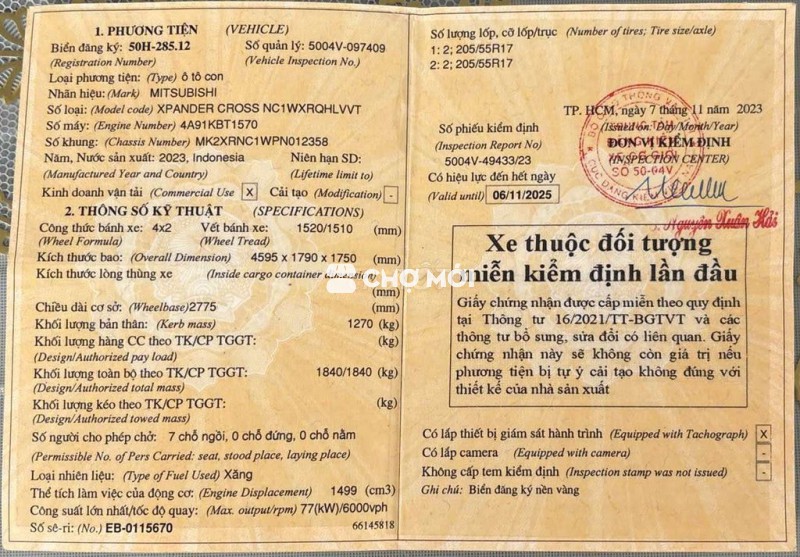 1. PHƯƠNG TIỆN (VEHICLE)
Biển đăng ký: 50H-285.12 Số quản lý: 5004V-097409
(Registration Number) (Vehicle Inspection No.)
Loại phương tiện: (Type) ô tô con
Nhãn hiệu: (Mark) MITSUBISHI
Số loại: (Model code) XPANDER CROSS NC1WXRQHLVVT
Số máy: (Engine Number) 4A91KBT1570
Số khung: (Chassis Number) MK2XRNC1WPN012358
Năm, Nước sản xuất: 2023, Indonesia Niên hạn SD:
(Manufactured Year and Country) (Lifetime limit to)
Kinh doanh vận tải (Commercial Use X Cải tạo (Modification) -
2. THÔNG SỐ KỸ THUẬT (SPECIFICATIONS)
Công thức bánh xe: 4x2 Vết bánh xe: 1520/1510 (mm)
(Wheel Formula) (Wheel Tread)
Kích thước bao: (Overall Dimension) 4595 x 1790 x 1750 (mm)
Kích thước lòng thùng xe (Inside cargo container dimension)
(mm)
Chiều dài cơ sở: (Wheelbase) 2775 (mm)
Khối lượng bản thân: (Kerb mass) 1270 (kg)
Khối lượng hàng CC theo TK/CP TGGT: (kg)
(Design/Authorized pay load)
Khối lượng toàn bộ theo TK/CP TGGT: 1840/1840 (kg)
(Design/Authorized total mass)
Khối lượng kéo theo TK/CP TGGT: (kg)
(Design/Authorized towed mass)
Số người cho phép chở: 7 chỗ ngồi, 0 chỗ đứng, 0 chỗ nằm
(Permissible No. of Pers Carried: seat, stood place, laying place)
Loại nhiên liệu: (Type of Fuel Used) Xăng
Thể tích làm việc của động cơ: (Engine Displacement) 1499 (cm3)
Công suất lớn nhất/tốc độ quay: (Max. output/rpm) 77(kW)/6000vph
Số sê-ri: (No.) EB-0115670 66145818
Số lượng lốp, cỡ lốp/trục (Number of tires; Tire size/axle)
1: 2; 205/55R17
2: 2; 205/55R17
TP. HCM, ngày 7 tháng 11 năm 2023
Số phiếu kiểm định (Issued on: Day/Month/Year)
(Inspection Report No) ĐƠN VỊ KIỂM ĐỊNH
5004V-49433/23 (INSPECTION CENTER)
SỐ 50-04V
Có hiệu lực đến hết ngày
(Valid until) 06/11/2025
Nguyễn Xuân Hải
Xe thuộc đối tượng
miễn kiểm định lần đầu
CHỢ MỚI
Giấy chứng nhận được cấp miễn theo quy định
tại Thông tư 16/2021/TT-BGTVT và các
thông tư bổ sung, sửa đổi có liên quan. Giấy
chứng nhận này sẽ không còn giá trị nếu
phương tiện bị tự ý cải tạo không đúng với
thiết kế của nhà sản xuất
Có lắp thiết bị giám sát hành trình (Equipped with Tachograph) X
Có lắp camera (Equipped with camera) -
Không cấp tem kiểm định (Inspection stamp was not issued) -
Ghi chú: Biển đăng ký nền vàng